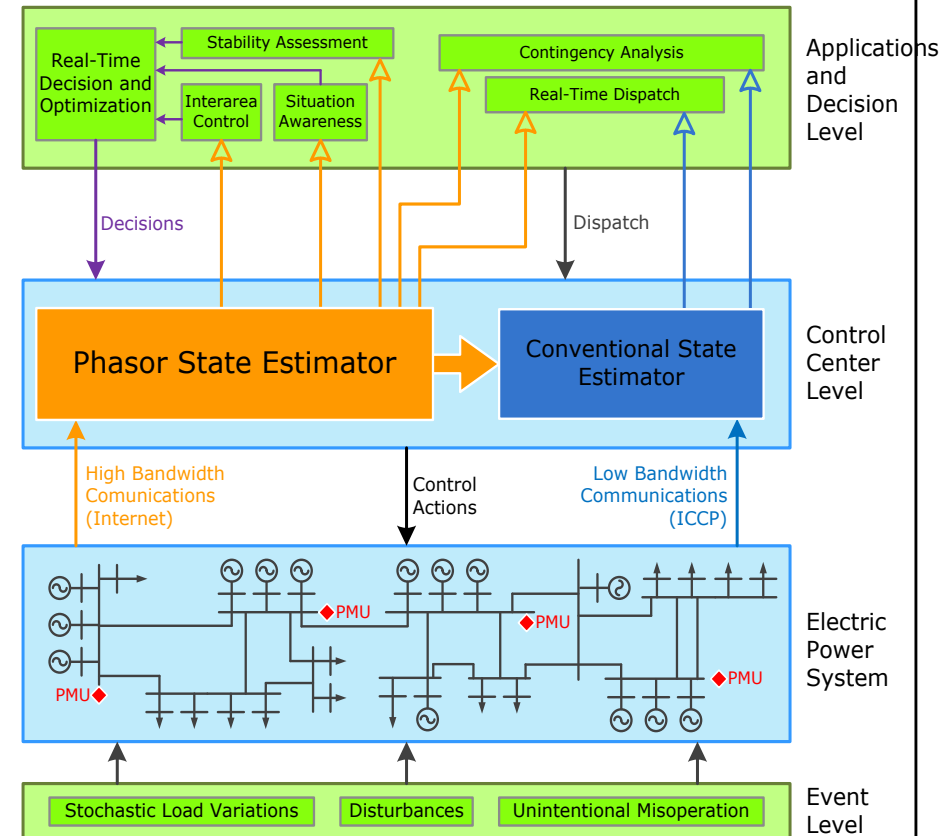 Real-Time
Decision and
Optimization
Stability Assessment
Interarea
Control
Situation
Awareness
Contingency Analysis
Real-Time Dispatch
Applications
and
Decision
Level
Decisions
Dispatch
Phasor State Estimator
Conventional State
Estimator
Control
Center
Level
High Bandwidth
Comunications
(Internet)
Control
Actions
Low Bandwidth
Communications
(ICCP)
PMU
PMU
PMU
PMU
Electric
Power
System
Stochastic Load Variations
Disturbances
Unintentional Misoperation
Event
Level